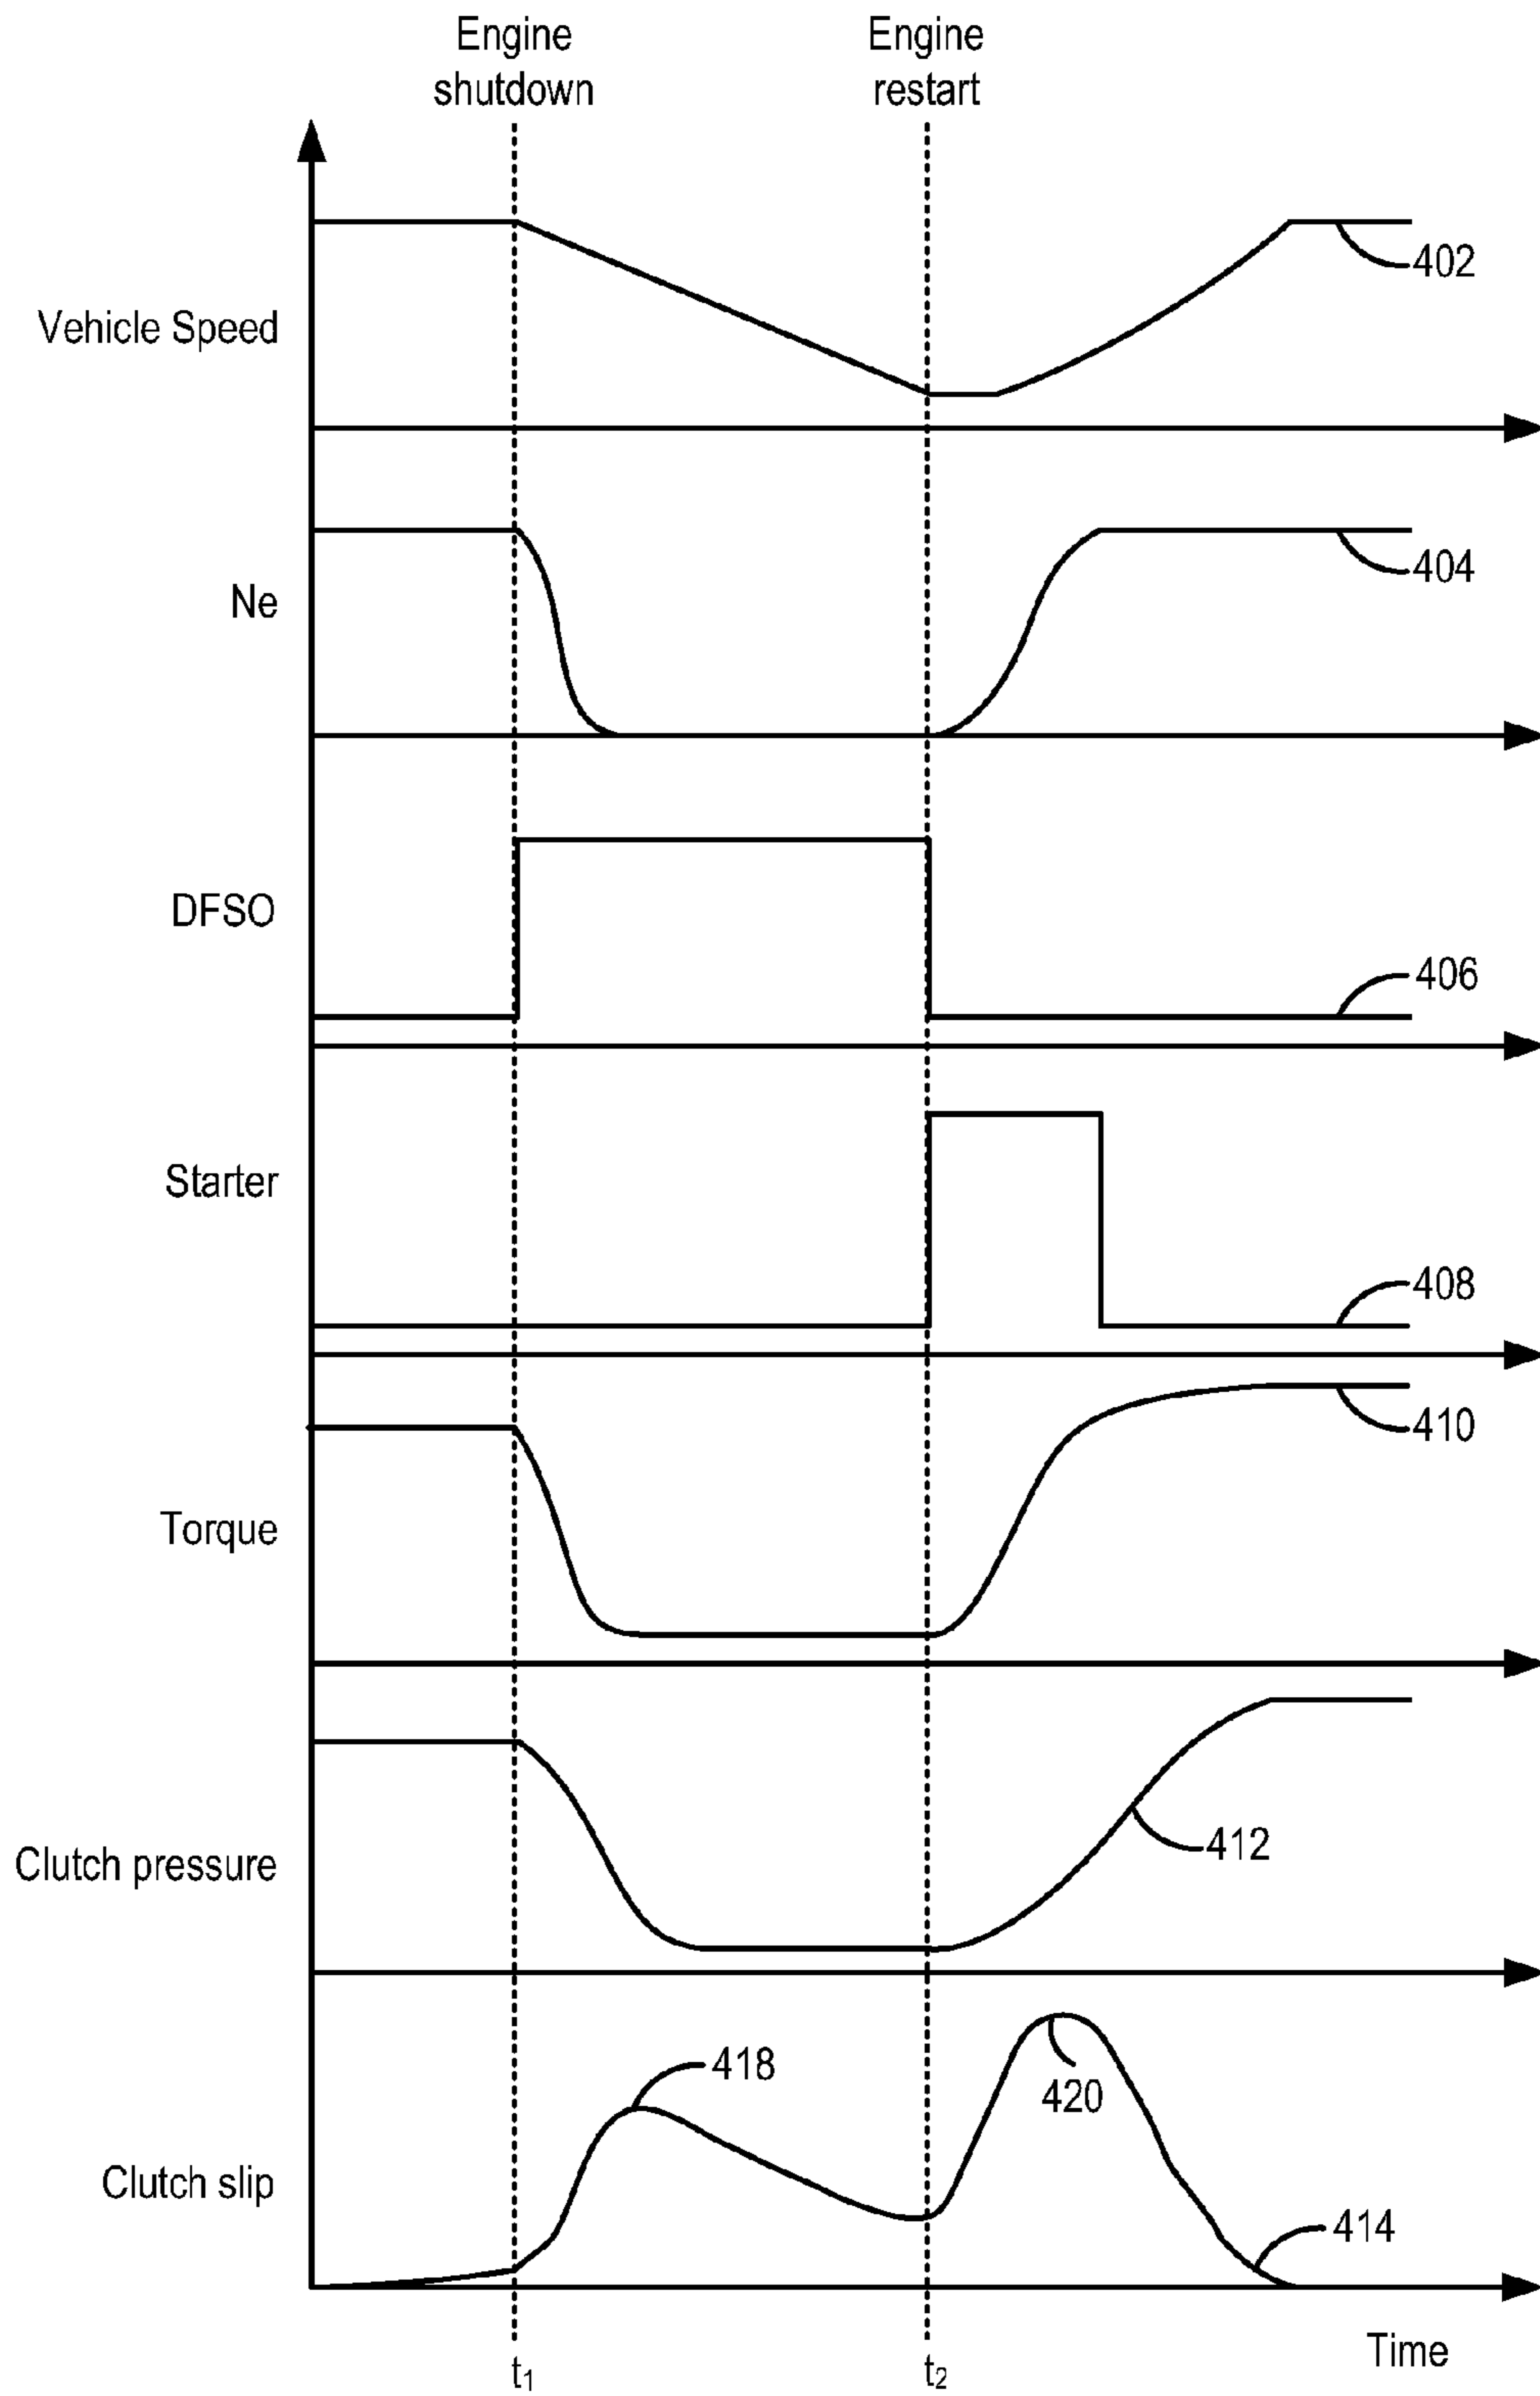 Engine
shutdown
Engine
restart
402
Vehicle Speed
404
Ne
DFSO
406
Starter
408
410
Torque
412
Clutch pressure
418
420
Clutch slip
414
Time
t1
t2